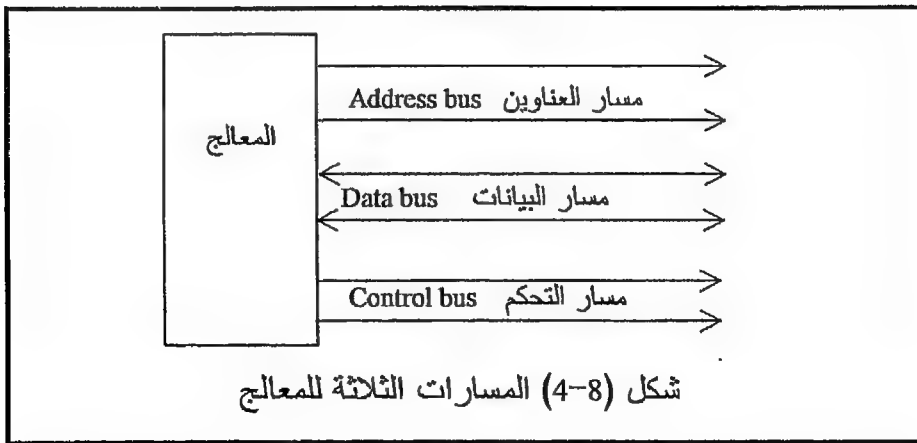 مسار العناوين Address bus
المعالج
مسار البيانات Data bus
مسار التحكم Control bus
شكل (8-4) المسارات الثلاثة للمعالج